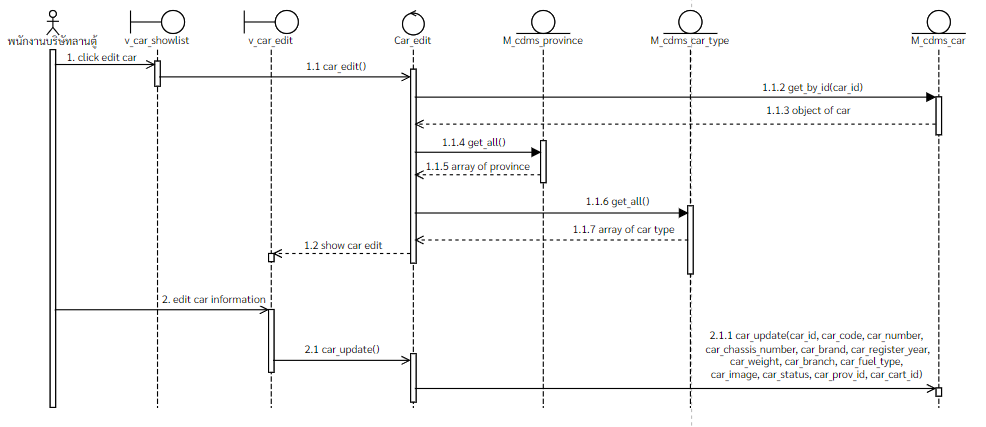 พนักงานบริษัทลานตู้
v_car_showlist
v_car_edit
Car_edit
M_cdms_province
M_cdms_car_type
M_cdms_car
1. click edit car
1.1 car_edit()
1.1.2 get_by_id(car_id)
1.1.3 object of car
1.1.4 get_all()
1.1.5 array of province
1.1.6 get_all()
1.1.7 array of car type
1.2 show car edit
2. edit car information
2.1 car_update()
2.1.1 car_update(car_id, car_code, car_number,
car_chassis_number, car_brand, car_register_year,
car_weight, car_branch, car_fuel_type,
car_image, car_status, car_prov_id, car_cart_id)